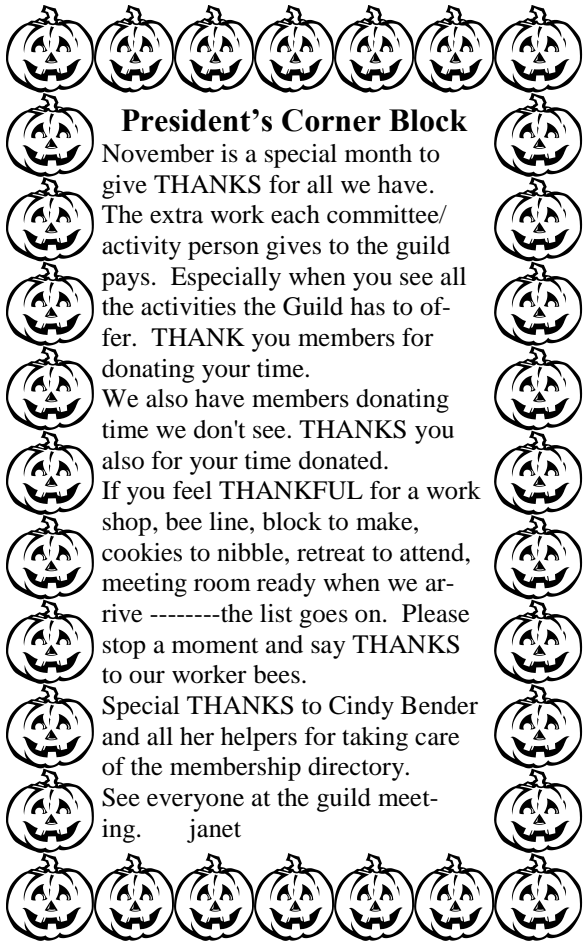 President’s Corner Block
November is a special month to
give THANKS for all we have.
The extra work each committee/
activity person gives to the guild
pays.  Especially when you see all
the activities the Guild has to of-
fer.  THANK you members for
donating your time.
We also have members donating
time we don't see. THANKS you
also for your time donated.
If you feel THANKFUL for a work
shop, bee line, block to make,
cookies to nibble, retreat to attend,
meeting room ready when we ar-
rive --------the list goes on.  Please
stop a moment and say THANKS
to our worker bees.
Special THANKS to Cindy Bender
and all her helpers for taking care
of the membership directory.
See everyone at the guild meet-
ing.      janet